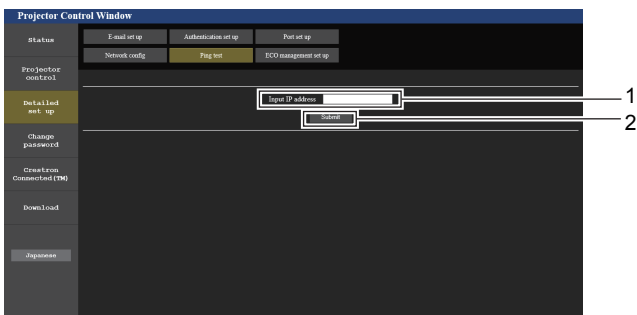 Projector Control Window
Status
E-mail set up
Authentication set up
Port set up
Network config
Ping test
ECO management set up
Projector
control
Detailed
set up
Input IP address
1
Submit
2
Change
password
Crestron
Connected(TM)
Download
Japanese